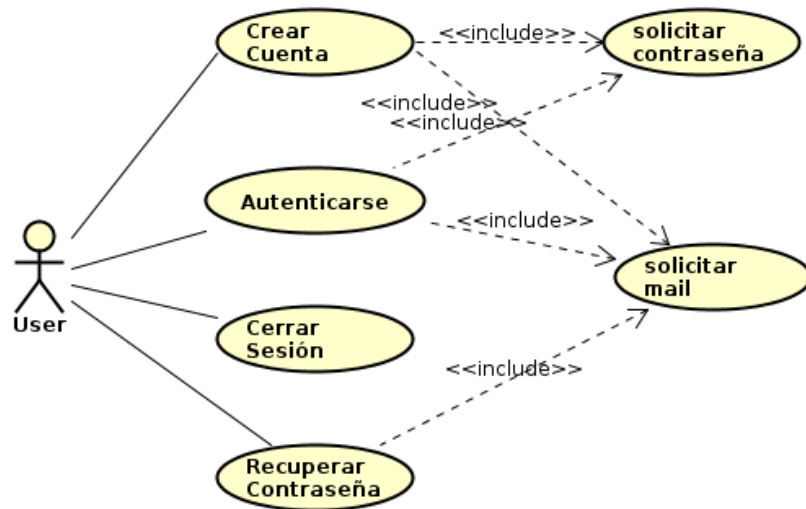 Crear
Cuenta
<<include>>
solicitar
contraseña
<<include>>
<<include>>
Autenticarse
<<include>>
solicitar
mail
User
Cerrar
Sesión
<<include>>
Recuperar
Contraseña